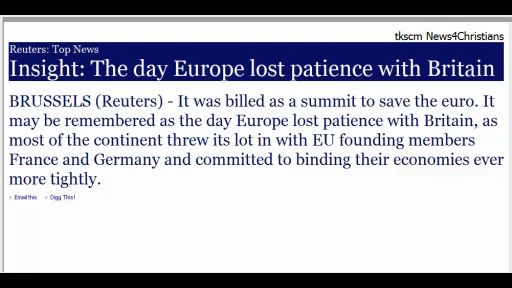 tkscm News4Christians
Reuters: Top News
Insight: The day Europe lost patience with Britain
BRUSSELS (Reuters) - It was billed as a summit to save the euro. It
may be remembered as the day Europe lost patience with Britain, as
most of the continent threw its lot in with EU founding members
France and Germany and committed to binding their economies ever
more tightly.
Email this Digg This!